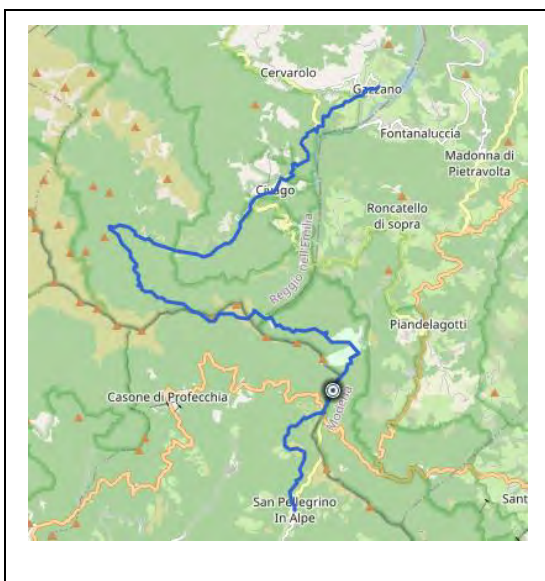 Cervarolo
Gazzano
Fontanaluccia
Madonna di
Pietravolta
Civago
Roncatello
di sopra
Reggio nell'Emilia
Piandelagotti
Casone di Profecchia
Modena
San Pellegrino
In Alpe
Sant